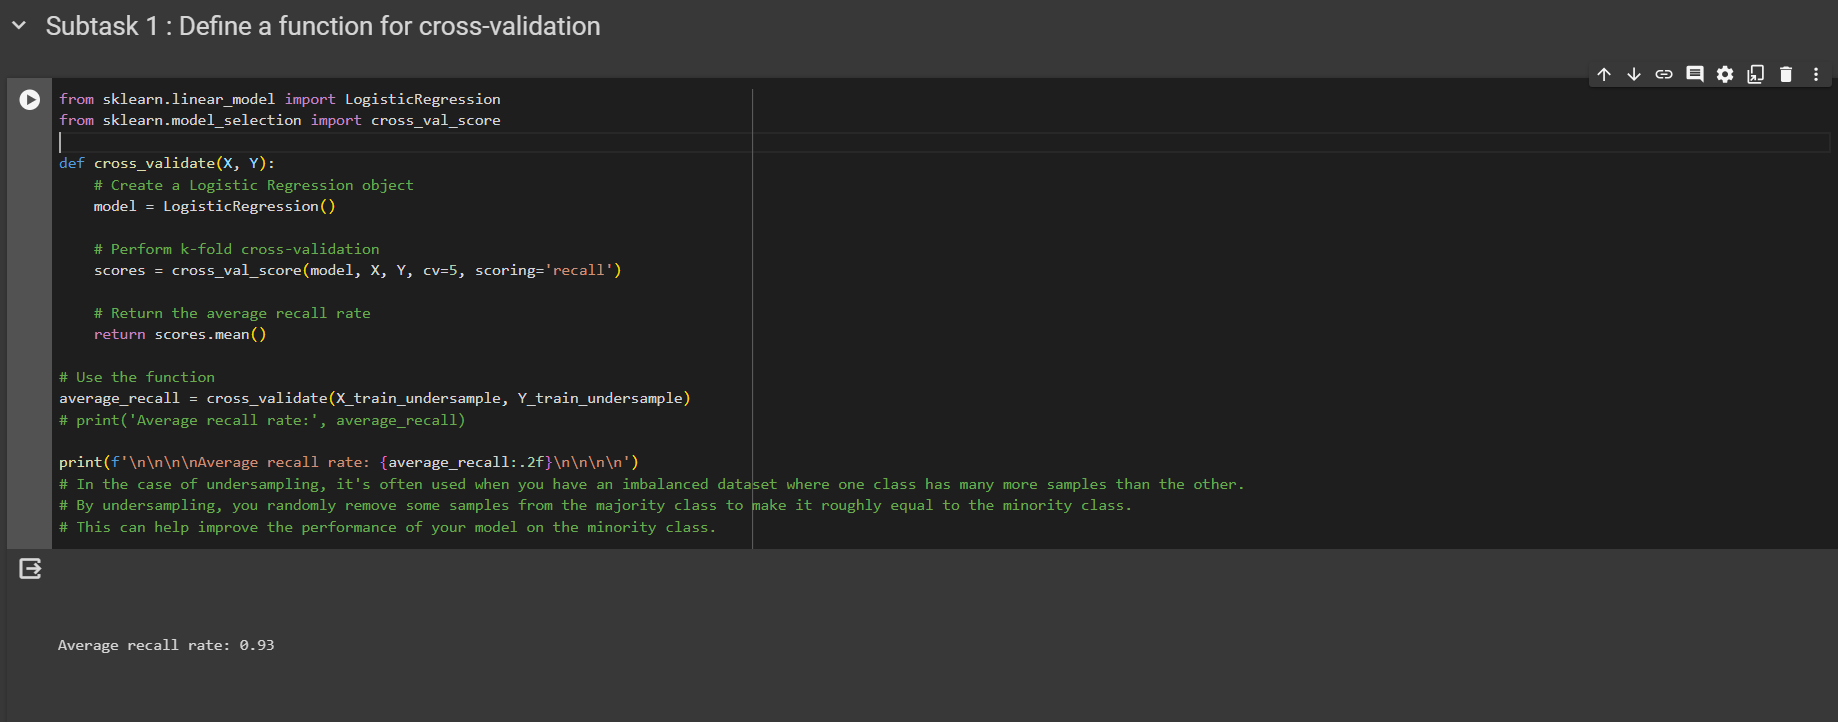 Subtask 1 : Define a function for cross-validation
from sklearn.linear_model import LogisticRegression
from sklearn.model_selection import cross_val_score
def cross_validate(X, Y):
    # Create a Logistic Regression object
    model = LogisticRegression()
    # Perform k-fold cross-validation
    scores = cross_val_score(model, X, Y, cv=5, scoring='recall')
    # Return the average recall rate
    return scores.mean()
# Use the function
average_recall = cross_validate(X_train_undersample, Y_train_undersample)
# print('Average recall rate:', average_recall)
print(f'\n\n\n\nAverage recall rate: {average_recall:.2f}\n\n\n\n')
# In the case of undersampling, it's often used when you have an imbalanced dataset where one class has many more samples than the other.
# By undersampling, you randomly remove some samples from the majority class to make it roughly equal to the minority class.
# This can help improve the performance of your model on the minority class.
Average recall rate: 0.93